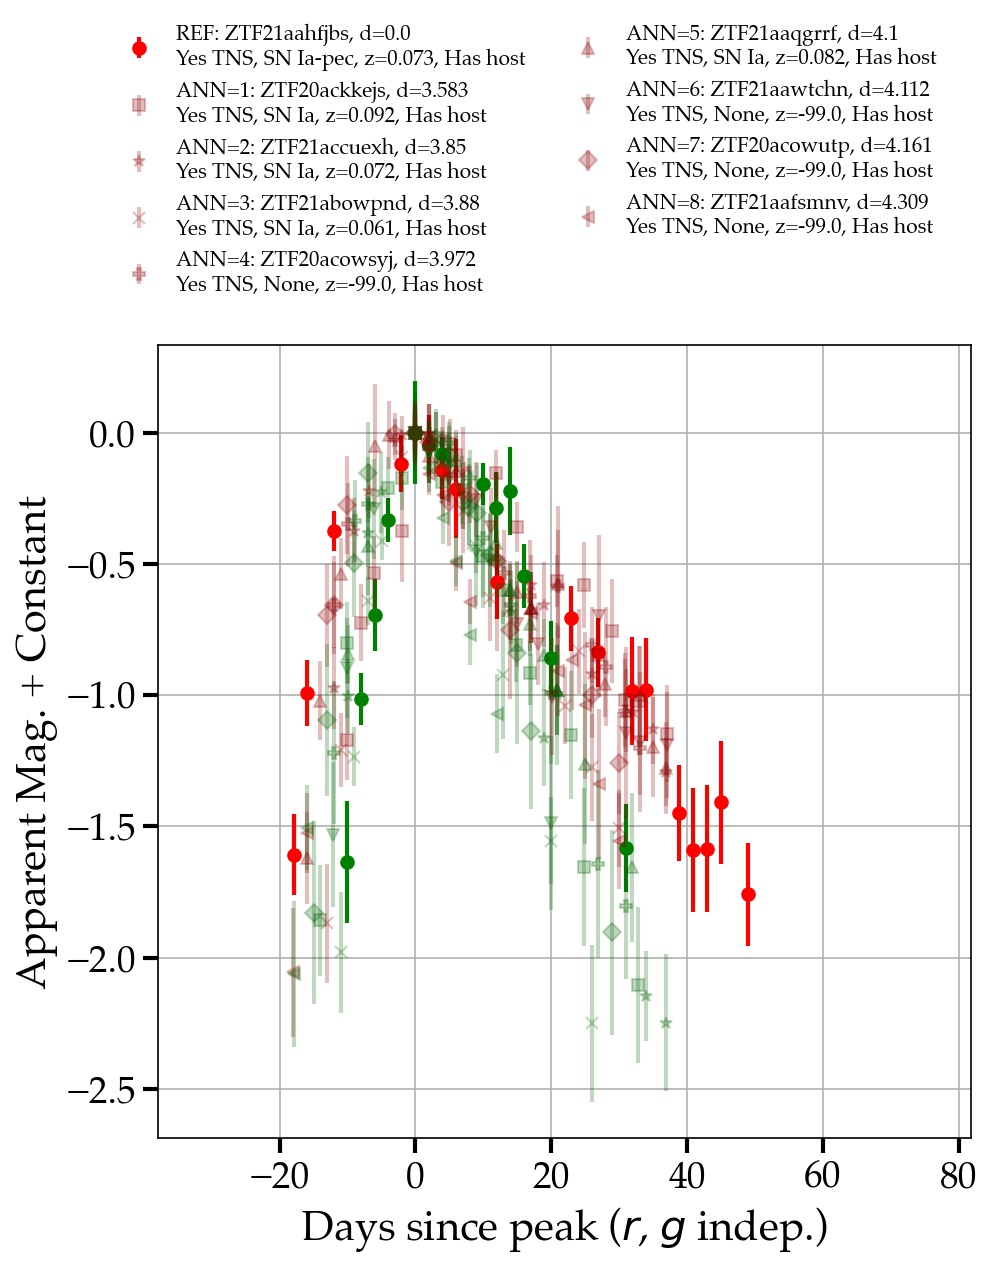 REF: ZTF21aahfjbs, d=0.0
Yes TNS, SN Ia-pec, z=0.073, Has host
ANN=1: ZTF20ackkejs, d=3.583
Yes TNS, SN Ia, z=0.092, Has host
ANN=2: ZTF21accuexh, d=3.85
Yes TNS, SN Ia, z=0.072, Has host
ANN=3: ZTF21abowpnd, d=3.88
Yes TNS, SN Ia, z=0.061, Has host
ANN=4: ZTF20acowsyj, d=3.972
Yes TNS, None, z=-99.0, Has host
ANN=5: ZTF21aaqgrrf, d=4.1
Yes TNS, SN Ia, z=0.082, Has host
ANN=6: ZTF21aawtchn, d=4.112
Yes TNS, None, z=-99.0, Has host
ANN=7: ZTF20acowutp, d=4.161
Yes TNS, None, z=-99.0, Has host
ANN=8: ZTF21aafsmnv, d=4.309
Yes TNS, None, z=-99.0, Has host
Apparent Mag. + Constant
0.0
−0.5
−1.0
−1.5
−2.0
−2.5
−20 0 20 40 60 80
Days since peak (r, g indep.)